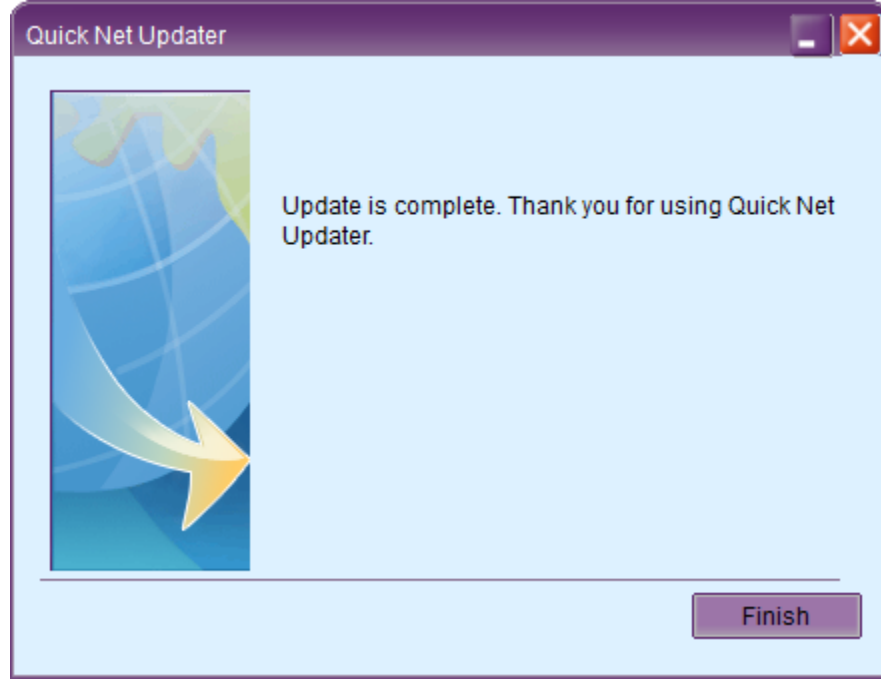 Quick Net Updater
Update is complete. Thank you for using Quick Net
Updater.
Finish